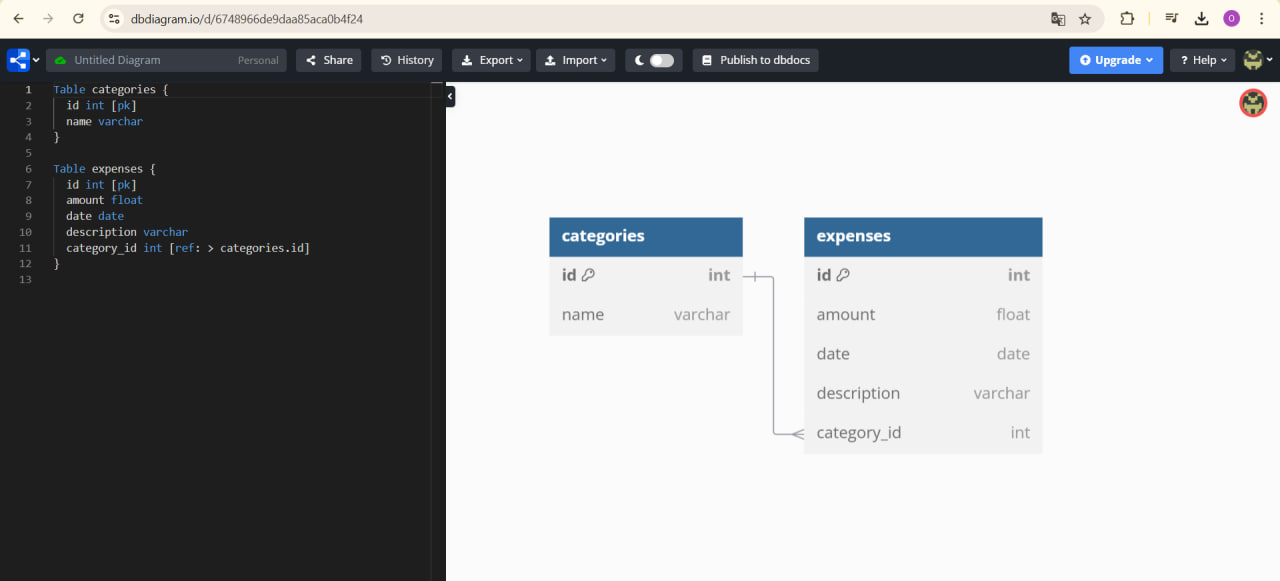 dbdiagram.io/d/6748966de9daa85aca0b4f24
O
Untitled Diagram Personal Share History Export Import Publish to dbdocs Upgrade ? Help
1 Table categories {
2 id int [pk]
3 name varchar
4 }
5
6 Table expenses {
7 id int [pk]
8 amount float
9 date date
10 description varchar
11 category_id int [ref: > categories.id]
12 }
13
categories
id int
name varchar
expenses
id int
amount float
date date
description varchar
category_id int